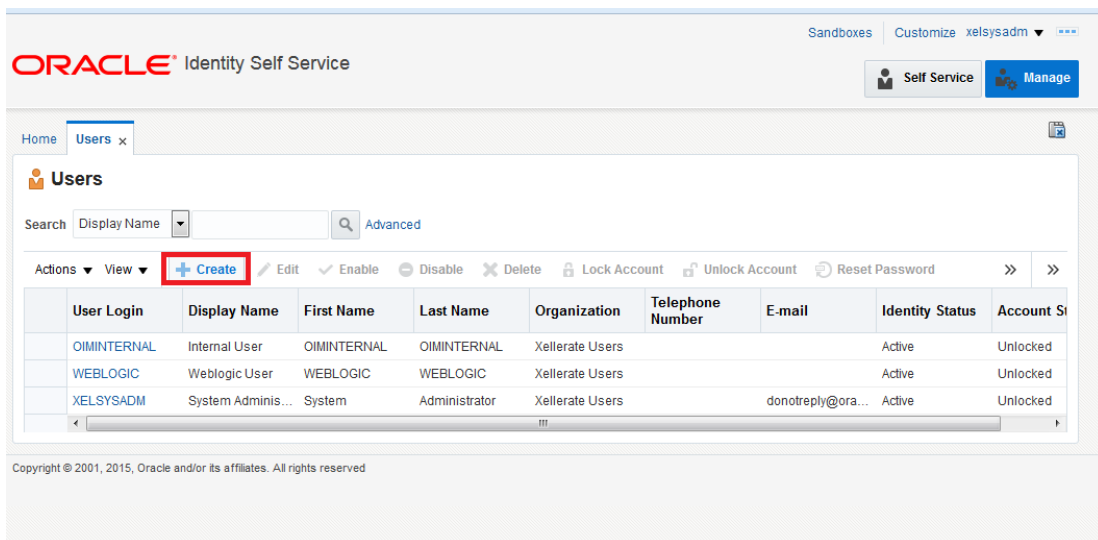 Sandboxes Customize xelsysadm
ORACLE Identity Self Service
Self Service Manage
Home Users x
Users
Search Display Name Advanced
Actions View Create Edit Enable Disable Delete Lock Account Unlock Account Reset Password
User Login Display Name First Name Last Name Organization Telephone Number E-mail Identity Status Account St
OIMINTERNAL Internal User OIMINTERNAL OIMINTERNAL Xellerate Users Active Unlocked
WEBLOGIC Weblogic User WEBLOGIC WEBLOGIC Xellerate Users Active Unlocked
XELSYSADM System Adminis... System Administrator Xellerate Users donotreply@ora... Active Unlocked
Copyright © 2001, 2015, Oracle and/or its affiliates. All rights reserved